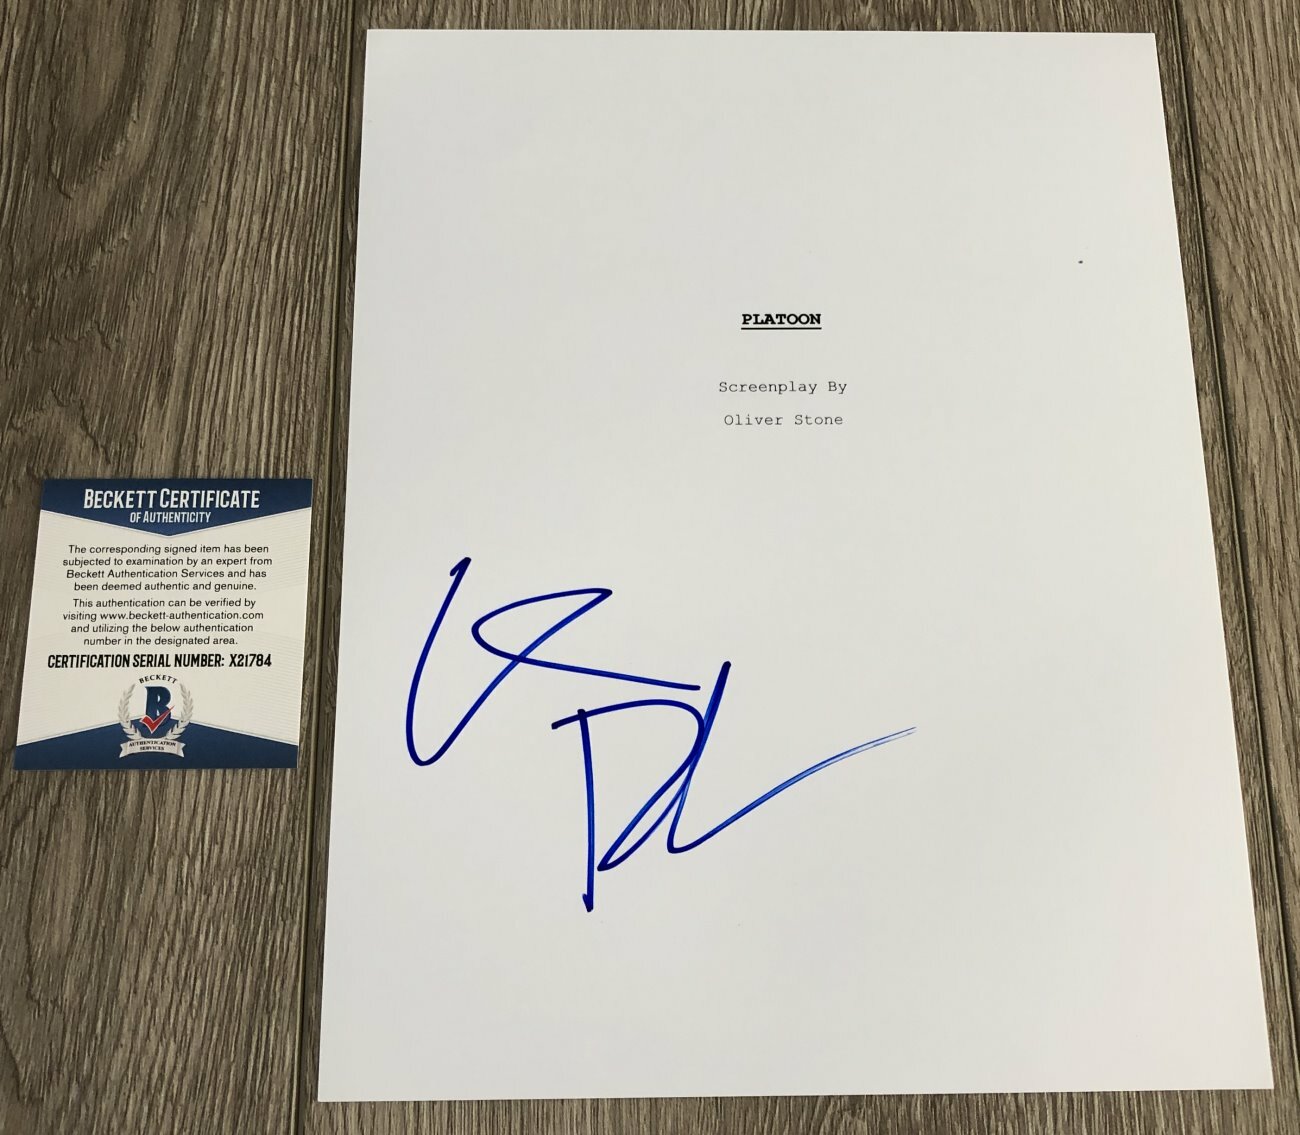 PLATOON
Screenplay By
Oliver Stone
BECKETT CERTIFICATE
OF AUTHENTICITY
The corresponding signed item has been
subjected to examination by an expert from
Beckett Authentication Services and has
been deemed authentic and genuine.
This authentication can be verified by
visiting www.beckett-authentication.com
and utilizing the below authentication
number in the designated area.
CERTIFICATION SERIAL NUMBER: X21784
BECKETT
B
AUTHENTICATION
SERVICES